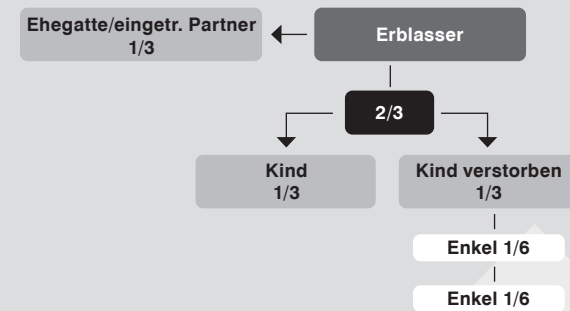 Ehegatte/eingetr. Partner
1/3
Erblasser
2/3
Kind
1/3
Kind verstorben
1/3
Enkel 1/6
Enkel 1/6